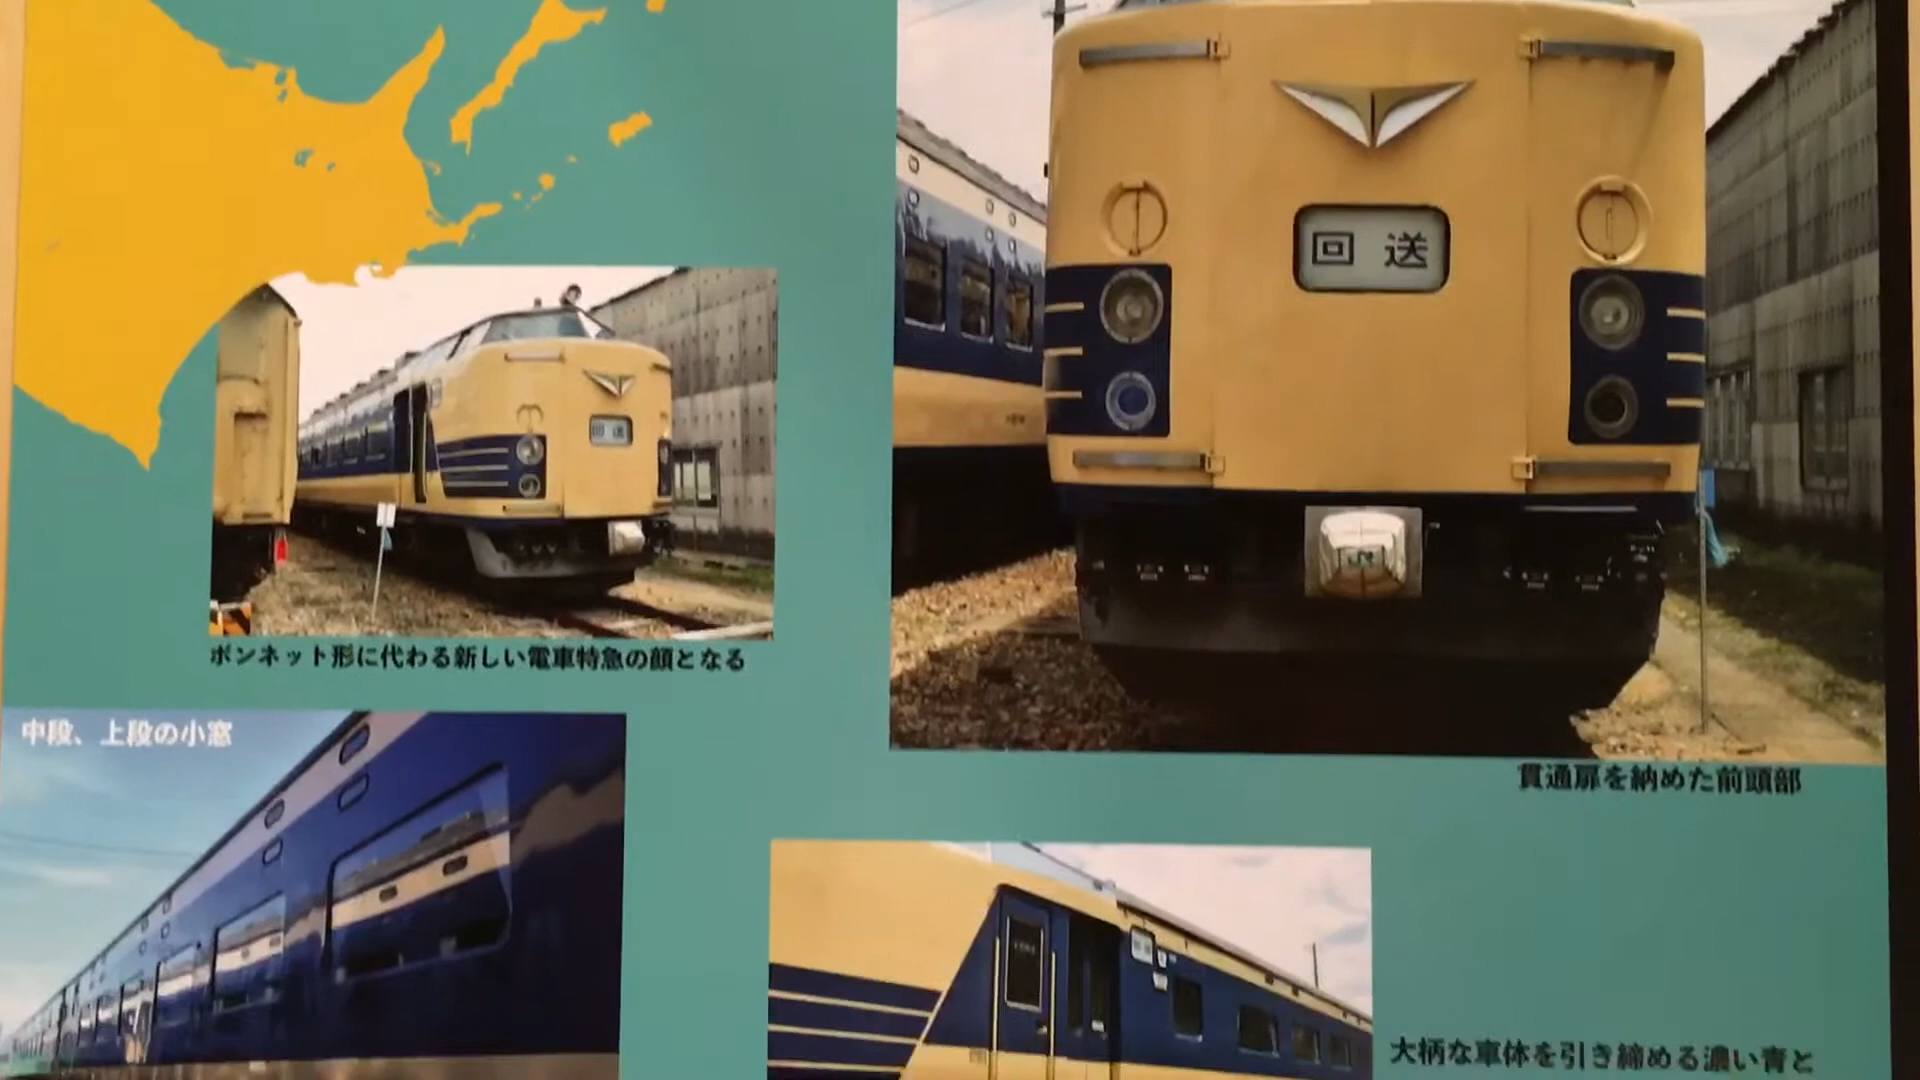 回送
回送
ボンネット形に代わる新しい電車特急の顔となる
中段、上段の小窓
貫通扉を納めた前頭部
大柄な車体を引き締める濃い青と